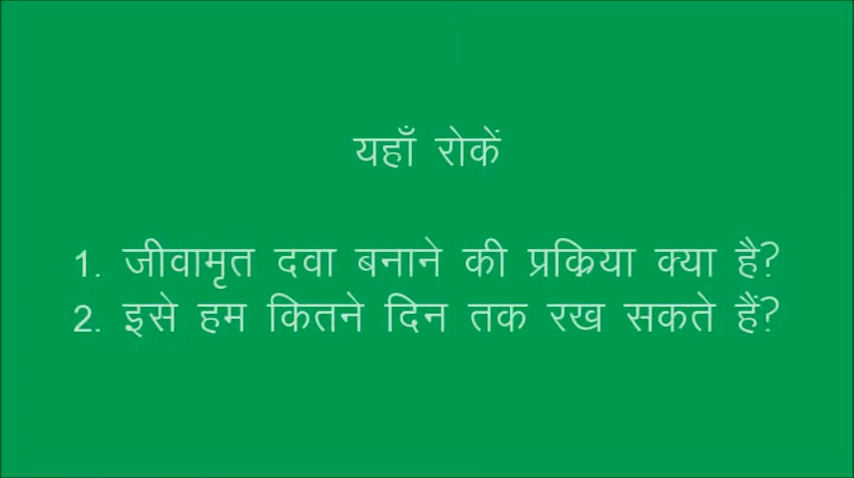 यहाँ रोकें
1. जीवामृत दवा बनाने की प्रक्रिया क्या है?
2. इसे हम कितने दिन तक रख सकते हैं?